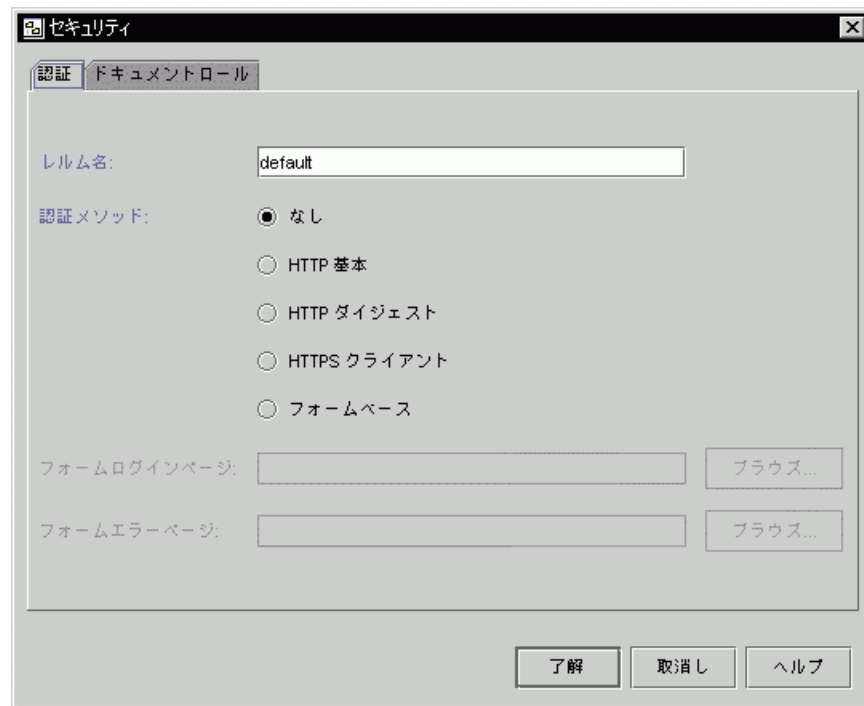 セキュリティ
認証 ドキュメントロール
レルム名: default
認証メソッド: なし
HTTP 基本
HTTP ダイジェスト
HTTPS クライアント
フォームベース
フォームログインページ: ブラウズ...
フォームエラーページ: ブラウズ...
了解 取消し ヘルプ